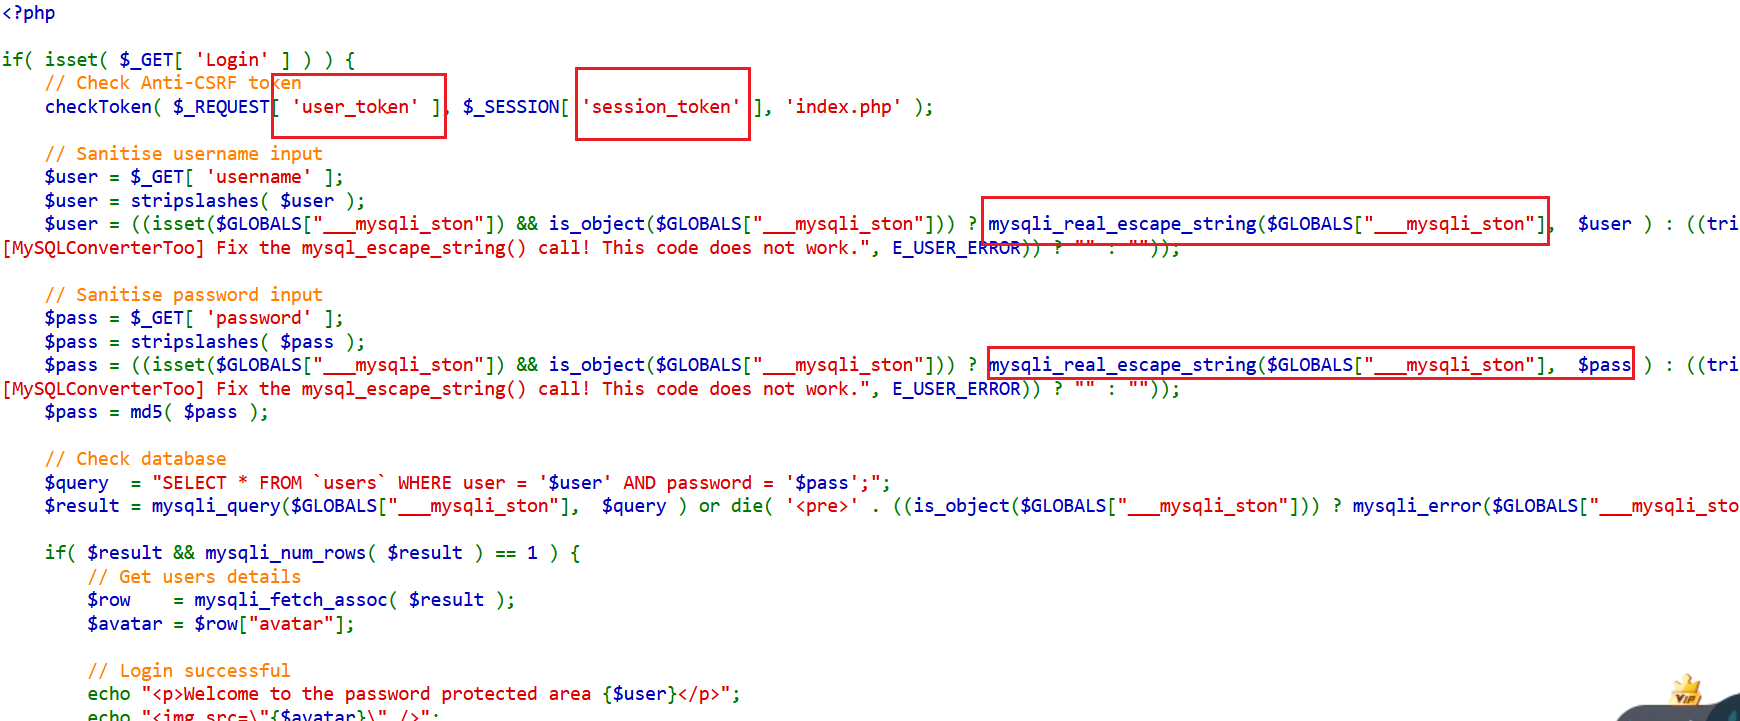 <?php
if( isset( $_GET[ 'Login' ] ) ) {
// Check Anti-CSRF token
checkToken( $_REQUEST[ 'user_token' ], $_SESSION[ 'session_token' ], 'index.php' );
// Sanitise username input
$user = $_GET[ 'username' ];
$user = stripslashes( $user );
$user = ((isset($GLOBALS["___mysqli_ston"]) && is_object($GLOBALS["___mysqli_ston"])) ? mysqli_real_escape_string($GLOBALS["___mysqli_ston"],  $user ) : ((tri
[MySQLConverterToo] Fix the mysql_escape_string() call! This code does not work.", E_USER_ERROR)) ? "" : ""));
// Sanitise password input
$pass = $_GET[ 'password' ];
$pass = stripslashes( $pass );
$pass = ((isset($GLOBALS["___mysqli_ston"]) && is_object($GLOBALS["___mysqli_ston"])) ? mysqli_real_escape_string($GLOBALS["___mysqli_ston"],  $pass ) : ((tri
[MySQLConverterToo] Fix the mysql_escape_string() call! This code does not work.", E_USER_ERROR)) ? "" : ""));
$pass = md5( $pass );
// Check database
$query  = "SELECT * FROM `users` WHERE user = '$user' AND password = '$pass';";
$result = mysqli_query($GLOBALS["___mysqli_ston"],  $query ) or die( '<pre>' . ((is_object($GLOBALS["___mysqli_ston"])) ? mysqli_error($GLOBALS["___mysqli_sto
if( $result && mysqli_num_rows( $result ) == 1 ) {
// Get users details
$row    = mysqli_fetch_assoc( $result );
$avatar = $row["avatar"];
// Login successful
echo "<p>Welcome to the password protected area {$user}</p>";
echo "<img src=\"{$avatar}\" />";
VIP